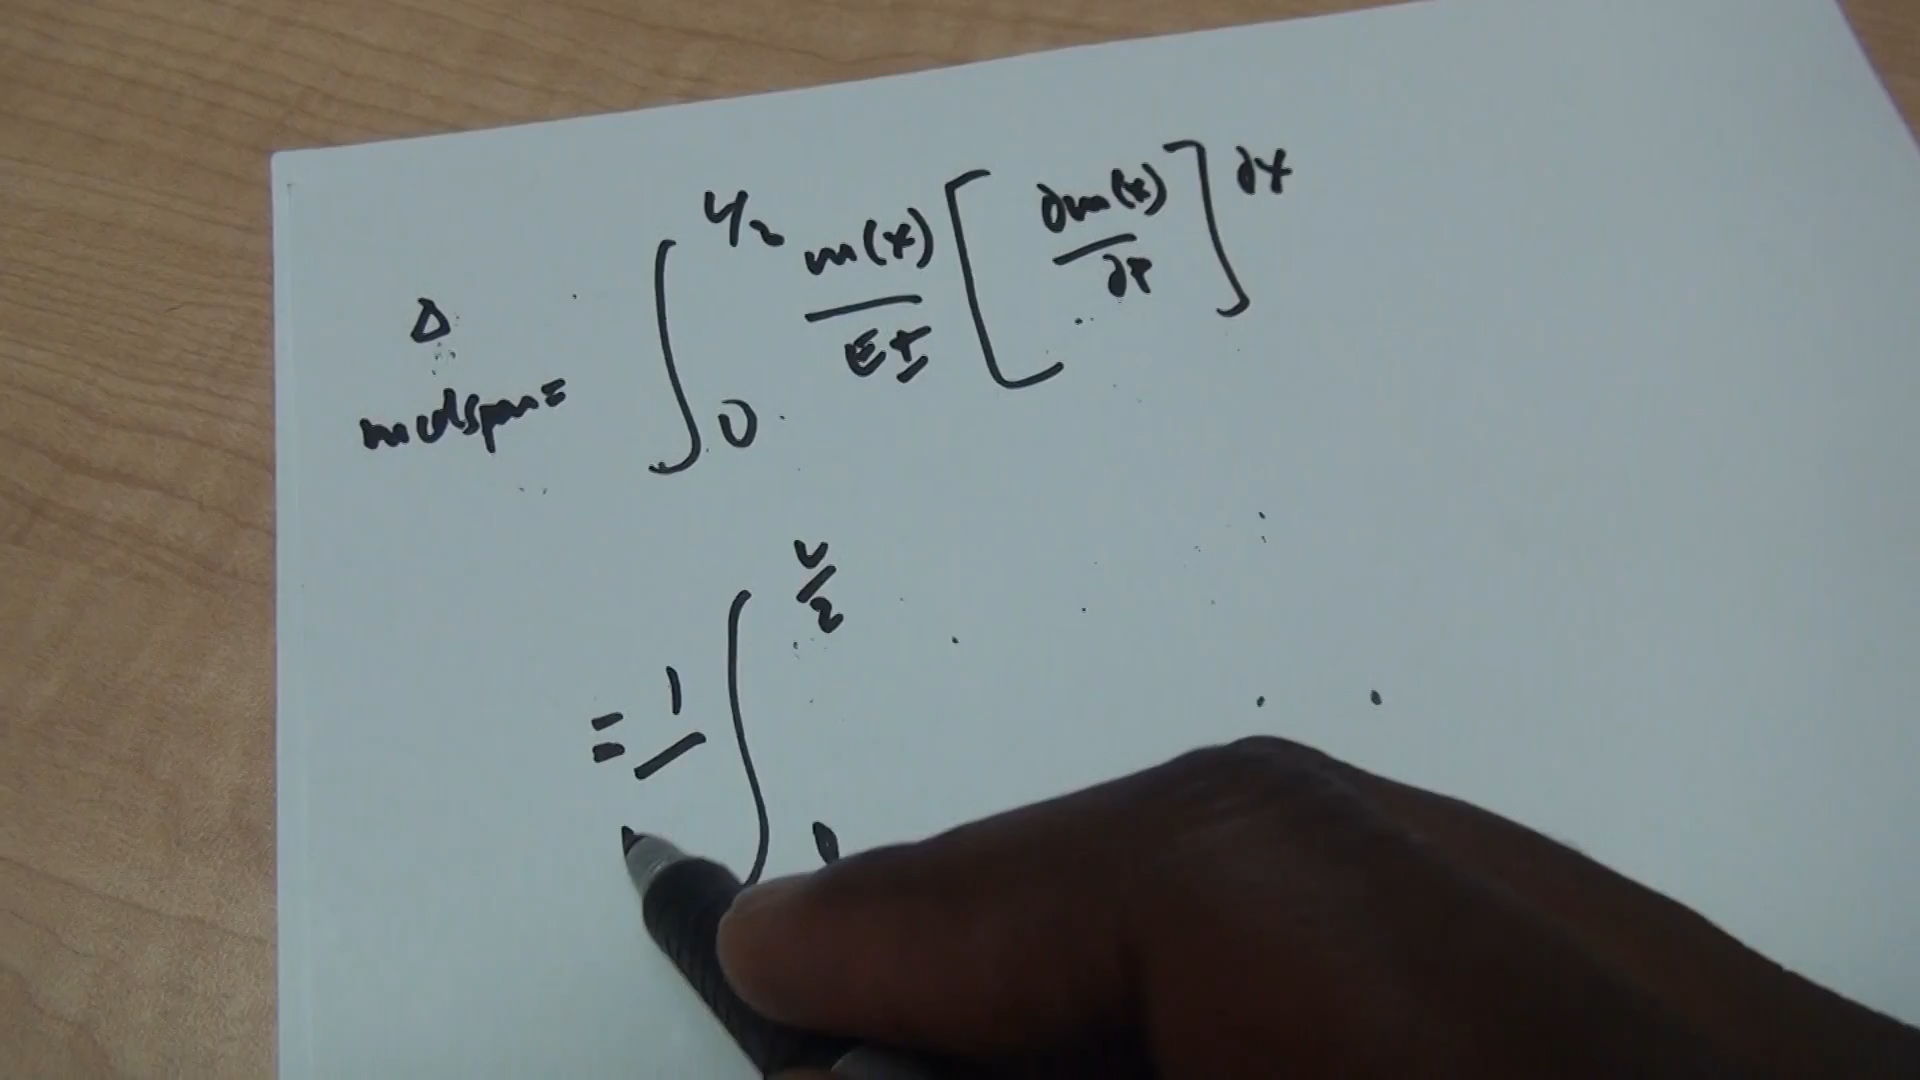 Δ midspan = ∫₀^{L/2} m(x)/EI [∂m(x)/∂P] dx
= 1/ ∫₀^{L/2}